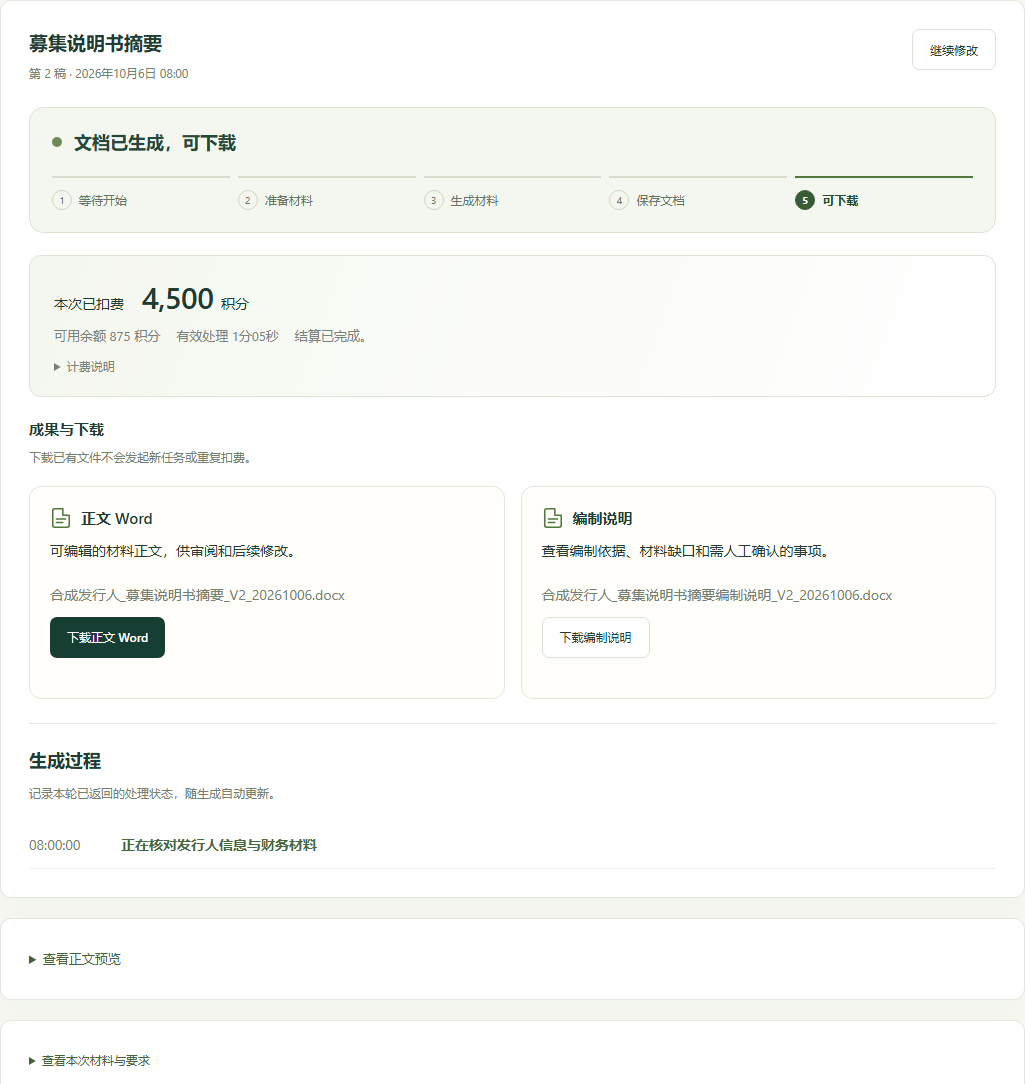 募集说明书摘要
继续修改
第 2 稿 · 2026年10月6日 08:00
文档已生成，可下载
1 等待开始
2 准备材料
3 生成材料
4 保存文档
5 可下载
本次已扣费 4,500 积分
可用余额 875 积分 有效处理 1分05秒 结算已完成。
计费说明
成果与下载
下载已有文件不会发起新任务或重复扣费。
正文 Word
可编辑的材料正文，供审阅和后续修改。
合成发行人_募集说明书摘要_V2_20261006.docx
下载正文 Word
编制说明
查看编制依据、材料缺口和需人工确认的事项。
合成发行人_募集说明书摘要编制说明_V2_20261006.docx
下载编制说明
生成过程
记录本轮已返回的处理状态，随生成自动更新。
08:00:00 正在核对发行人信息与财务材料
查看正文预览
查看本次材料与要求